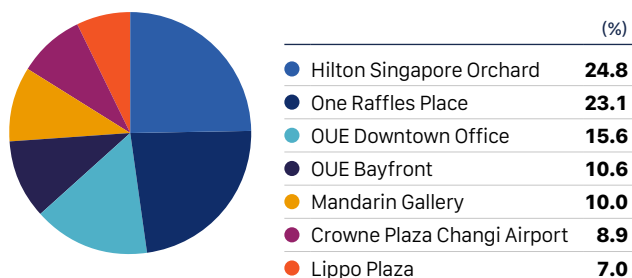 (%)
Hilton Singapore Orchard 24.8
One Raffles Place 23.1
OUE Downtown Office 15.6
OUE Bayfront 10.6
Mandarin Gallery 10.0
Crowne Plaza Changi Airport 8.9
Lippo Plaza 7.0